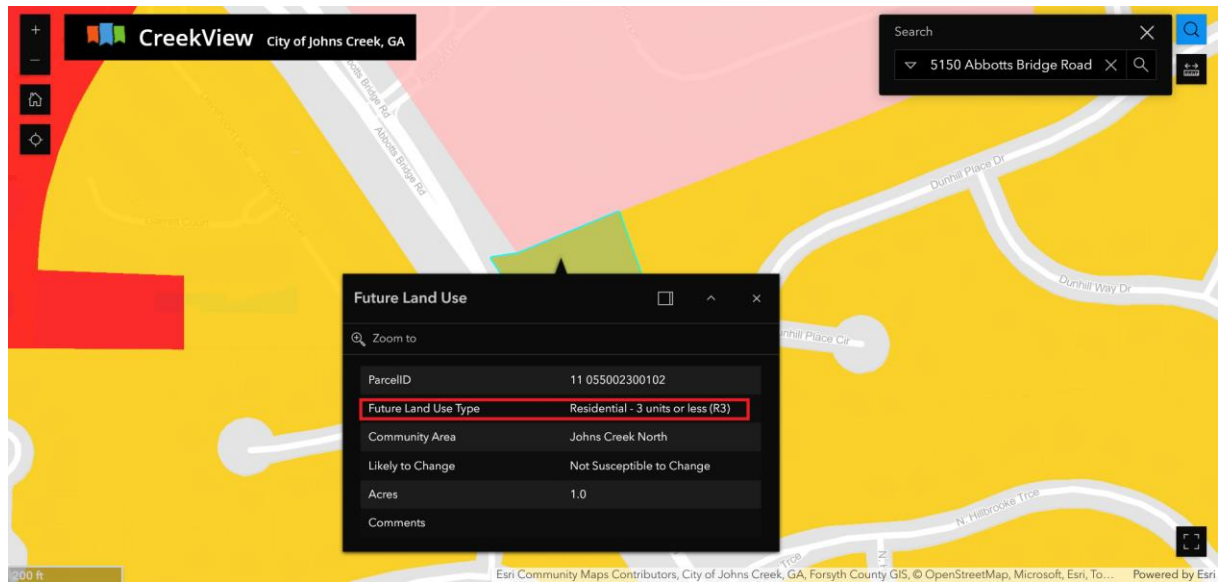 +
CreekView City of Johns Creek, GA
Search
5150 Abbotts Bridge Road
Abbotts Bridge Rd
Abbotts Bridge Rd
Dunhill Place Dr
Dunhill Way Dr
Future Land Use
Zoom to
ParcelID 11 055002300102
Future Land Use Type Residential - 3 units or less (R3)
Community Area Johns Creek North
Likely to Change Not Susceptible to Change
Acres 1.0
Comments
nhill Place Cir
N. Hillbrooke Trce
Trce
N
200 ft
Esri Community Maps Contributors, City of Johns Creek, GA, Forsyth County GIS, © OpenStreetMap, Microsoft, Esri, To... Powered by Esri